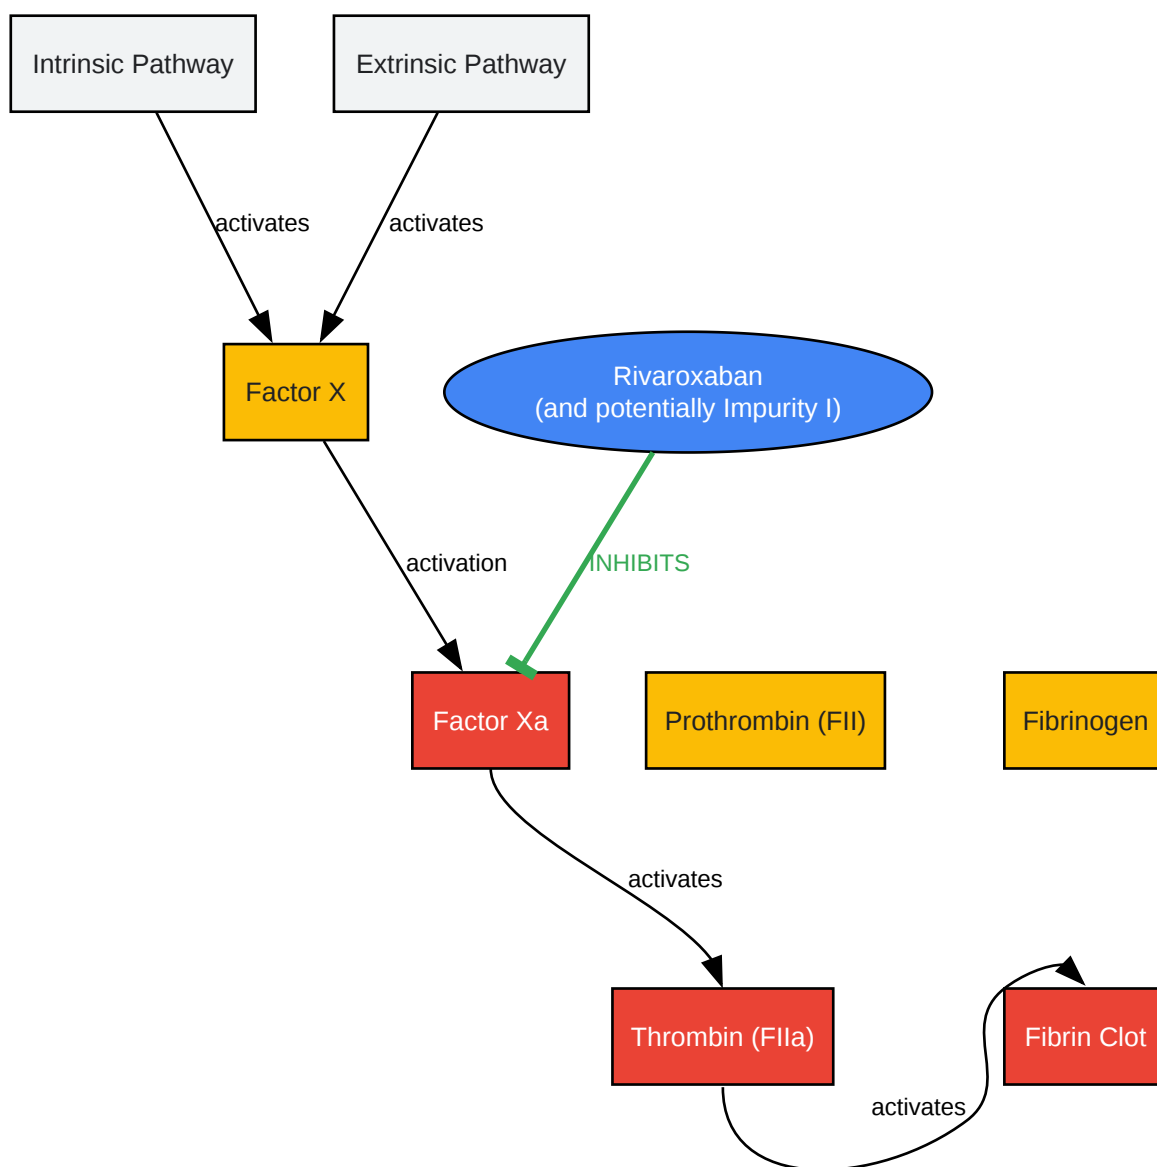 Intrinsic Pathway
Extrinsic Pathway
activates
activates
Factor X
Rivaroxaban
(and potentially Impurity I)
activation
INHIBITS
Factor Xa
Prothrombin (FII)
Fibrinogen
activates
Thrombin (FIIa)
Fibrin Clot
activates